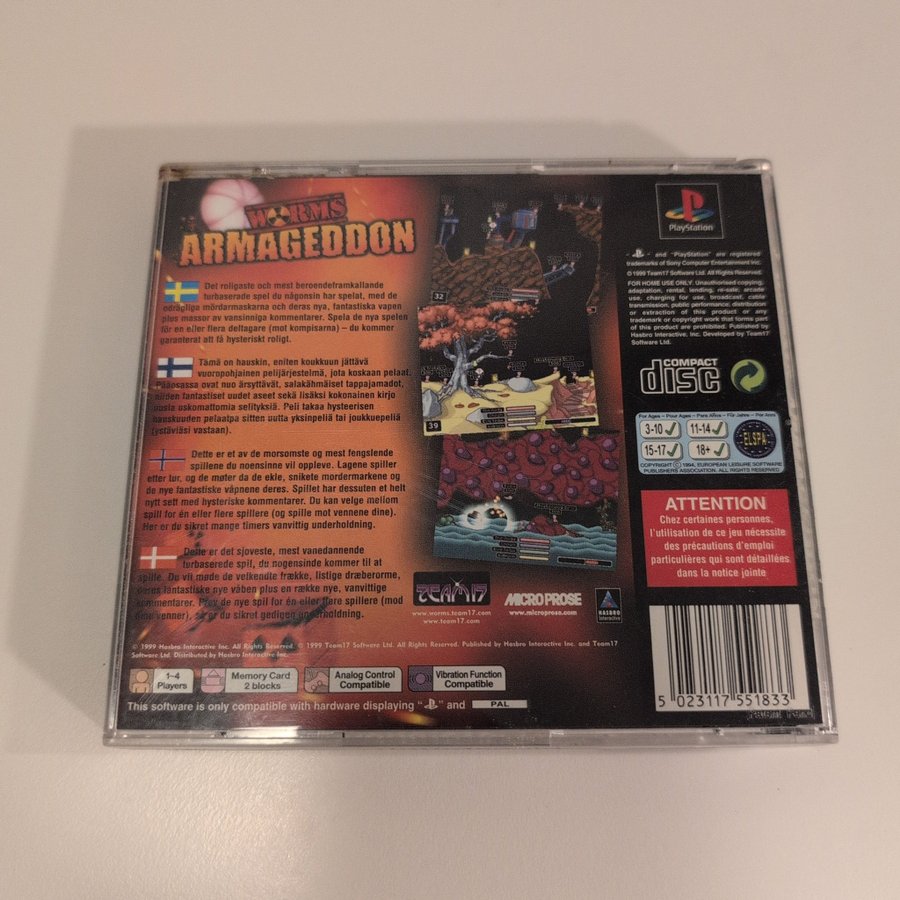 WORMS
ARMAGEDDON
Det roligaste och mest beroendeframkallande
turbaserade spel du någonsin har spelat, med de
odrägliga mördarmaskarna och deras nya, fantastiska vapen
plus massor av vansinniga kommentarer. Spela de nya spelen
för en eller flera deltagare (mot kompisarna) – du kommer
garanterat att få hysteriskt roligt.
Tämä on hauskin, eniten koukkuun jättävä
vuoropohjainen pelijärjestelmä, jota koskaan pelaat.
Pääosassa ovat nuo ärsyttävät, salakähmäiset tappajamadot,
niiden fantastiset uudet aseet sekä lisäksi kokonainen kirjo
uusia uskomattomia selityksiä. Peli takaa hysteerisen
hauskuuden pelaatpa sitten uutta yksinpeliä tai joukkuepeliä
(ystäviäsi vastaan).
Dette er et av de morsomste og mest fengslende
spillene du noensinne vil oppleve. Lagene spiller
etter tur, og de møter da de ekle, snikete mordermarkene og
de nye fantastiske våpnene deres. Spillet har dessuten et helt
nytt sett med hysteriske kommentarer. Du kan velge mellom
spill for én eller flere spillere (og spille mot vennene dine).
Her er du sikret mange timers vanvittig underholdning.
Dette er det sjoveste, mest vanedannende
turbaserede spil, du nogensinde kommer til at
spille. Du vil møde de velkendte frække, listige dræberorme,
deres fantastiske nye våben plus en række nye, vanvittige
kommentarer. Prøv de nye spil for én eller flere spillere (mod
dine venner), så er du sikret gedigen underholdning.
32
39
TEAM17
www.worms.team17.com
www.team17.com
MICROPROSE
www.microprose.com
HASBRO
Interactive
© 1999 Hasbro Interactive Inc. All Rights Reserved. © 1999 Team17 Software Ltd. All Rights Reserved. Published by Hasbro Interactive Inc. and Team17
Software Ltd. Distributed by Hasbro Interactive Inc.
1–4
Players
Memory Card
2 blocks
Analog Control
Compatible
Vibration Function
Compatible
This software is only compatible with hardware displaying " " and PAL
PlayStation
" " and "PlayStation" are registered
trademarks of Sony Computer Entertainment Inc.
© 1999 Team17 Software Ltd. All Rights Reserved.
FOR HOME USE ONLY. Unauthorised copying,
adaptation, rental, lending, re-sale, arcade
use, charging for use, broadcast, cable
transmission, public performance, distribution
or extraction of this product or any
trademark or copyright work that forms part
of this product are prohibited. Published by
Hasbro Interactive, Inc. Developed by Team17
Software Ltd.
COMPACT
disc
For Ages – Pour Ages – Para Años – Für Jahre – Per Ani
3-10
11-14
15-17
18+
ELSPA
COPYRIGHT © 1994, EUROPEAN LEISURE SOFTWARE
PUBLISHERS ASSOCIATION. ALL RIGHTS RESERVED
ATTENTION
Chez certaines personnes,
l'utilisation de ce jeu nécésite
des précautions d'emploi
particulières qui sont détaillées
dans la notice jointe
5 023117 551833